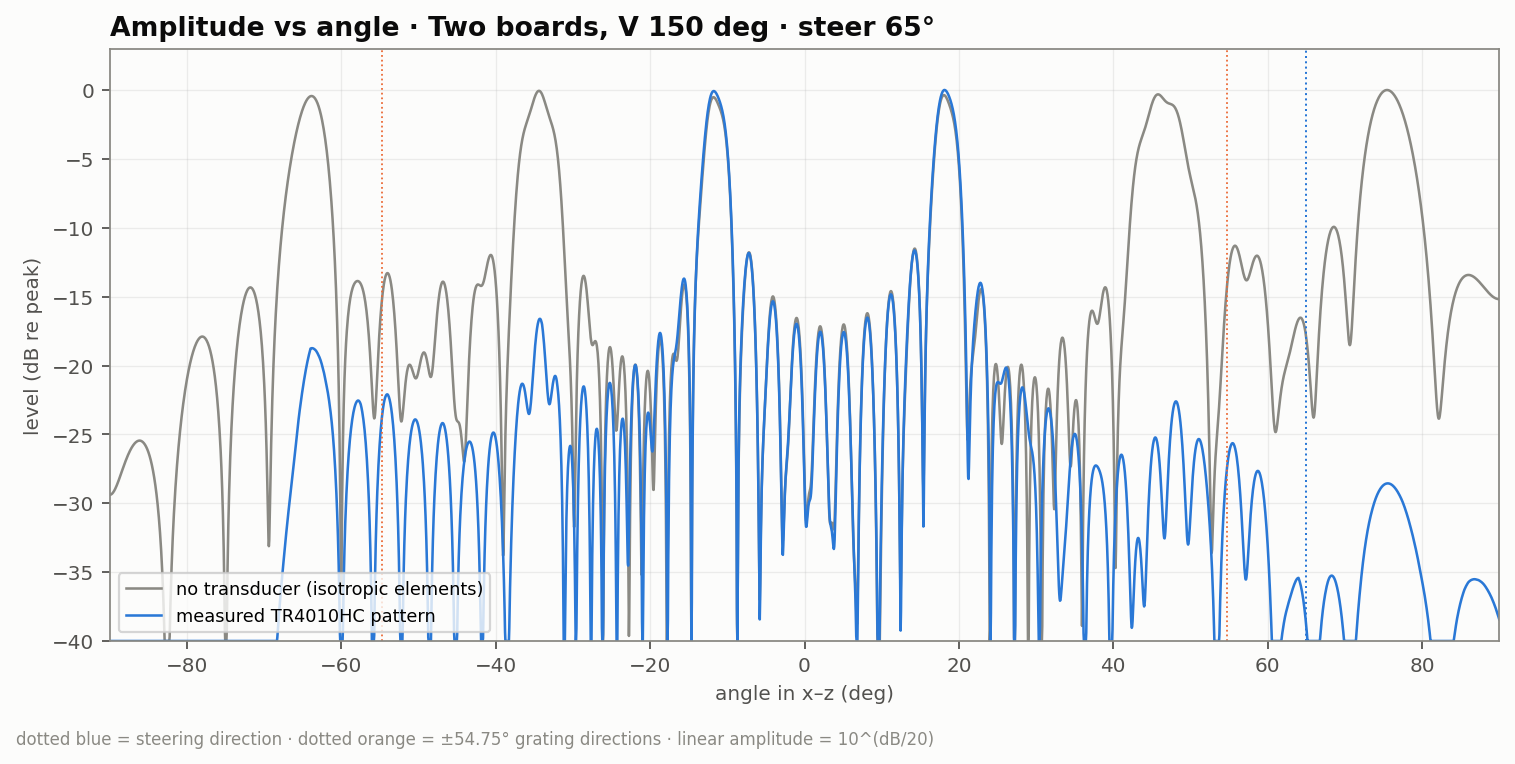 Amplitude vs angle · Two boards, V 150 deg · steer 65°
level (dB re peak)
0
−5
−10
−15
−20
−25
−30
−35
−40
no transducer (isotropic elements)
measured TR4010HC pattern
−80 −60 −40 −20 0 20 40 60 80
angle in x–z (deg)
dotted blue = steering direction · dotted orange = ±54.75° grating directions · linear amplitude = 10^(dB/20)